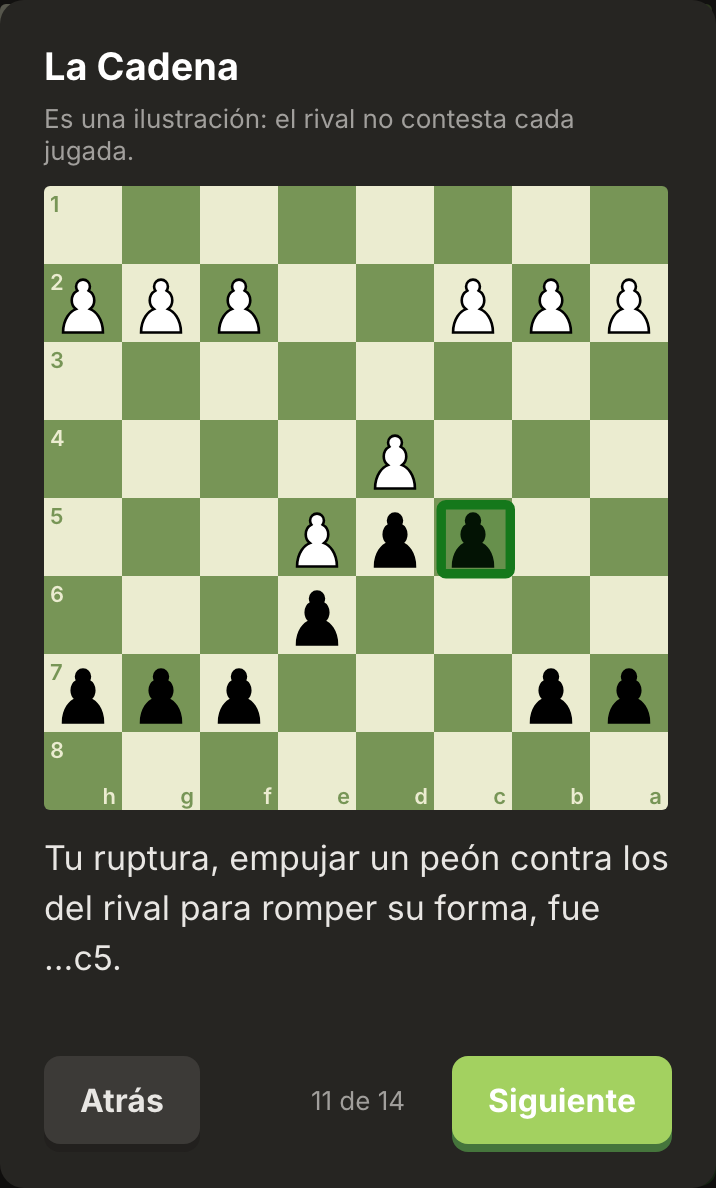 La Cadena
Es una ilustración: el rival no contesta cada
jugada.
1
2
3
4
5
6
7
8
h g f e d c b a
Tu ruptura, empujar un peón contra los
del rival para romper su forma, fue
...c5.
Atrás 11 de 14 Siguiente